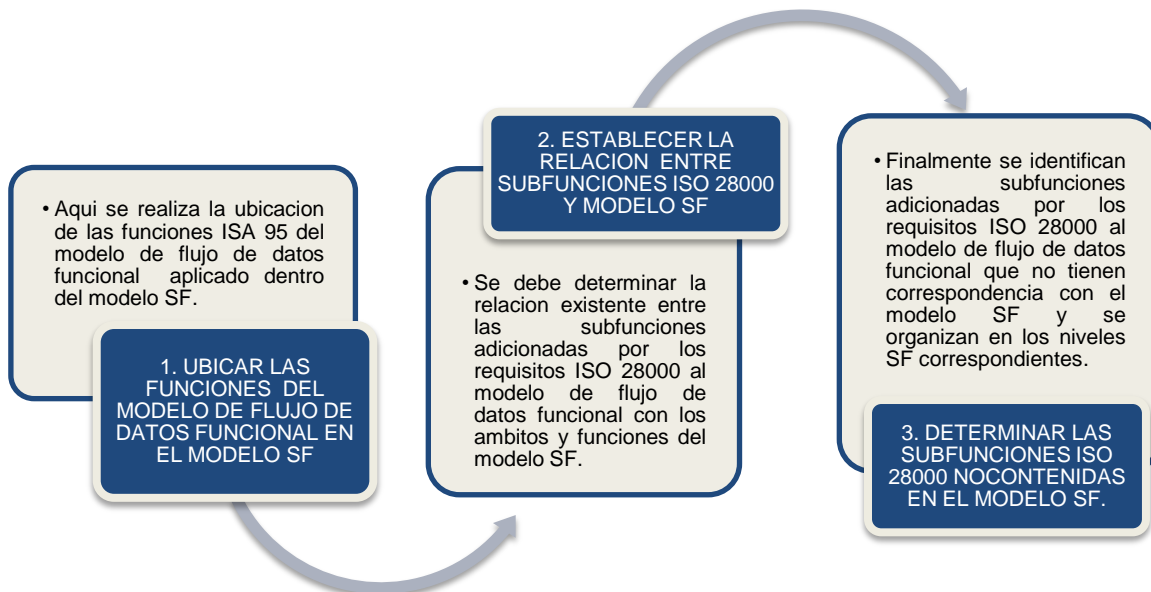 • Aqui se realiza la ubicacion
de las funciones ISA 95 del
modelo de flujo de datos
funcional aplicado dentro
del modelo SF.
1. UBICAR LAS
FUNCIONES DEL
MODELO DE FLUJO DE
DATOS FUNCIONAL EN
EL MODELO SF
2. ESTABLECER LA
RELACION ENTRE
SUBFUNCIONES ISO 28000
Y MODELO SF
• Se debe determinar la
relacion existente entre
las subfunciones
adicionadas por los
requisitos ISO 28000 al
modelo de flujo de
datos funcional con los
ambitos y funciones del
modelo SF.
• Finalmente se identifican
las subfunciones
adicionadas por los
requisitos ISO 28000 al
modelo de flujo de datos
funcional que no tienen
correspondencia con el
modelo SF y se
organizan en los niveles
SF correspondientes.
3. DETERMINAR LAS
SUBFUNCIONES ISO
28000 NOCONTENIDAS
EN EL MODELO SF.